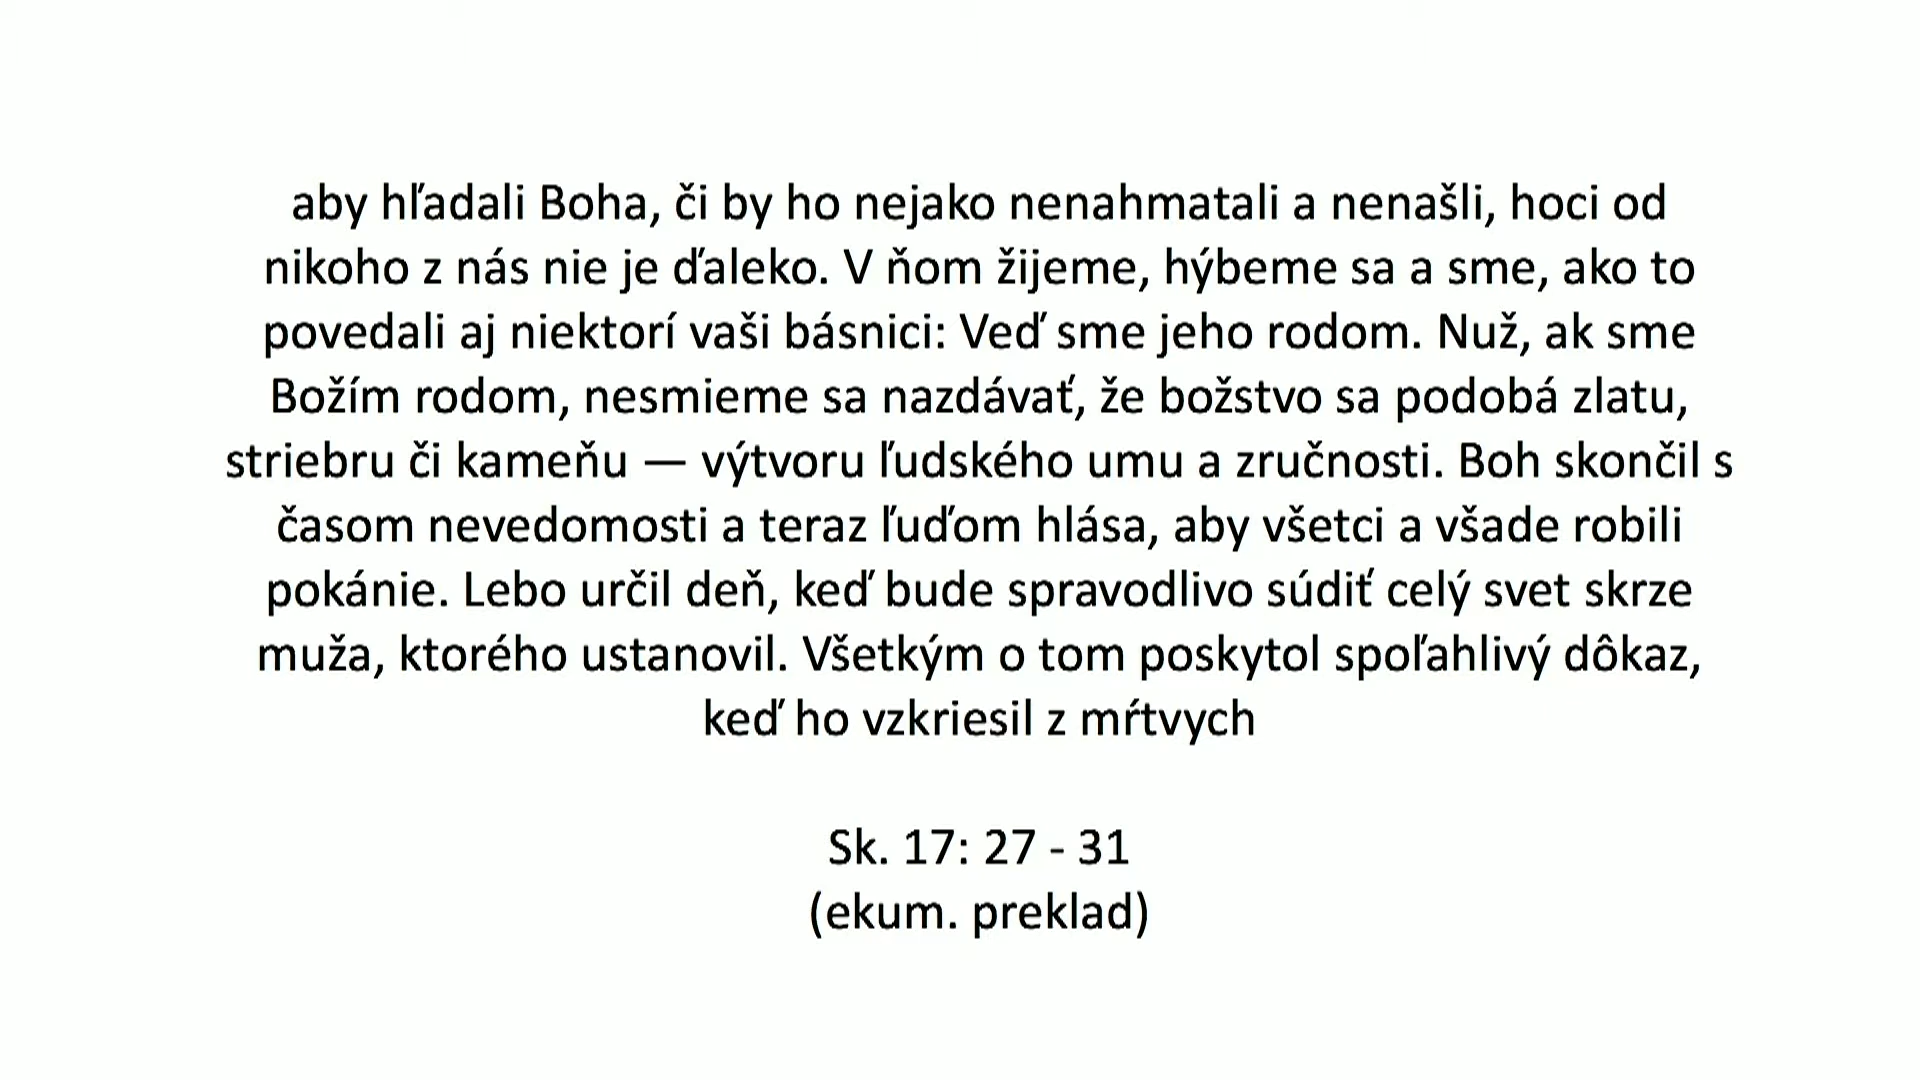 aby hľadali Boha, či by ho nejako nenahmatali a nenašli, hoci od
nikoho z nás nie je ďaleko. V ňom žijeme, hýbeme sa a sme, ako to
povedali aj niektorí vaši básnici: Veď sme jeho rodom. Nuž, ak sme
Božím rodom, nesmieme sa nazdávať, že božstvo sa podobá zlatu,
striebru či kameňu — výtvoru ľudského umu a zručnosti. Boh skončil s
časom nevedomosti a teraz ľuďom hlása, aby všetci a všade robili
pokánie. Lebo určil deň, keď bude spravodlivo súdiť celý svet skrze
muža, ktorého ustanovil. Všetkým o tom poskytol spoľahlivý dôkaz,
keď ho vzkriesil z mŕtvych
Sk. 17: 27 - 31
(ekum. preklad)